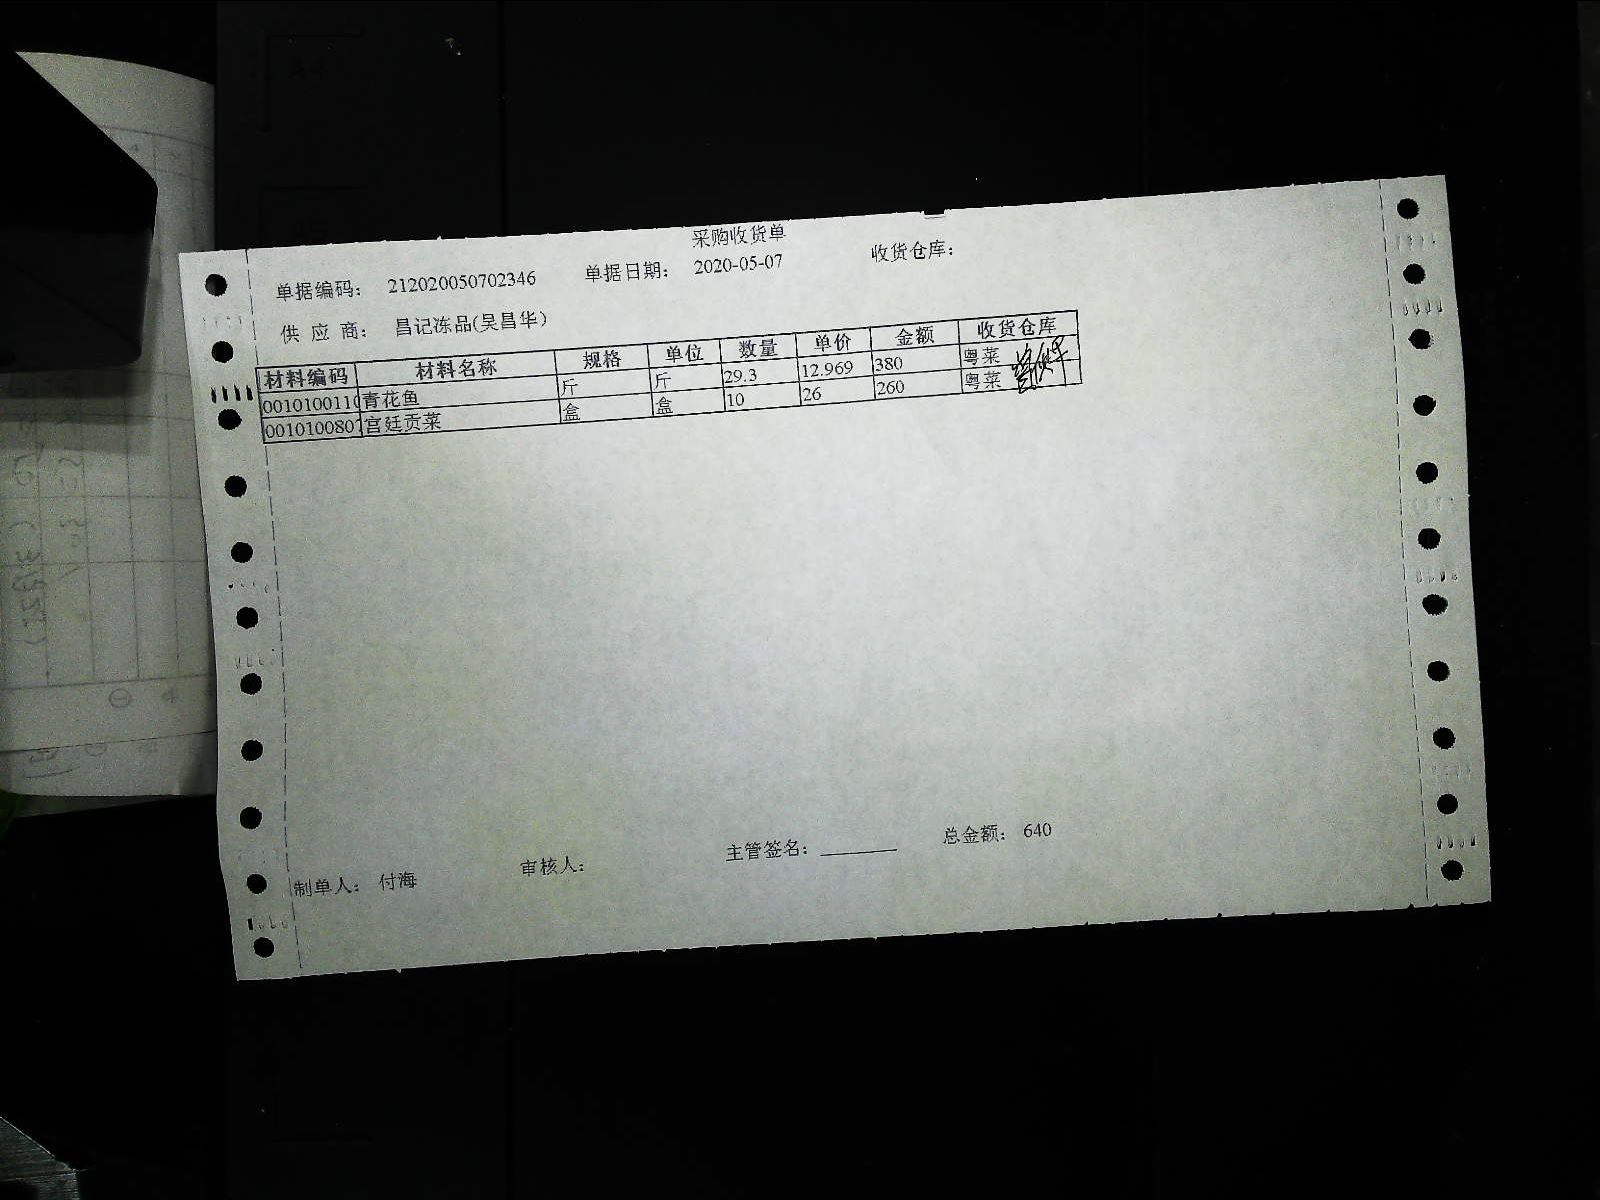 采购收货单
单据编码: 212020050702346 单据日期: 2020-05-07 收货仓库:
供 应 商: 昌记冻品(吴昌华)
材料编码 材料名称 规格 单位 数量 单价 金额 收货仓库
0010100110 青花鱼 斤 斤 29.3 12.969 380 粤菜
001010080 宫廷贡菜 盒 盒 10 26 260 粤菜
制单人: 付海 审核人: 主管签名: ________ 总金额: 640